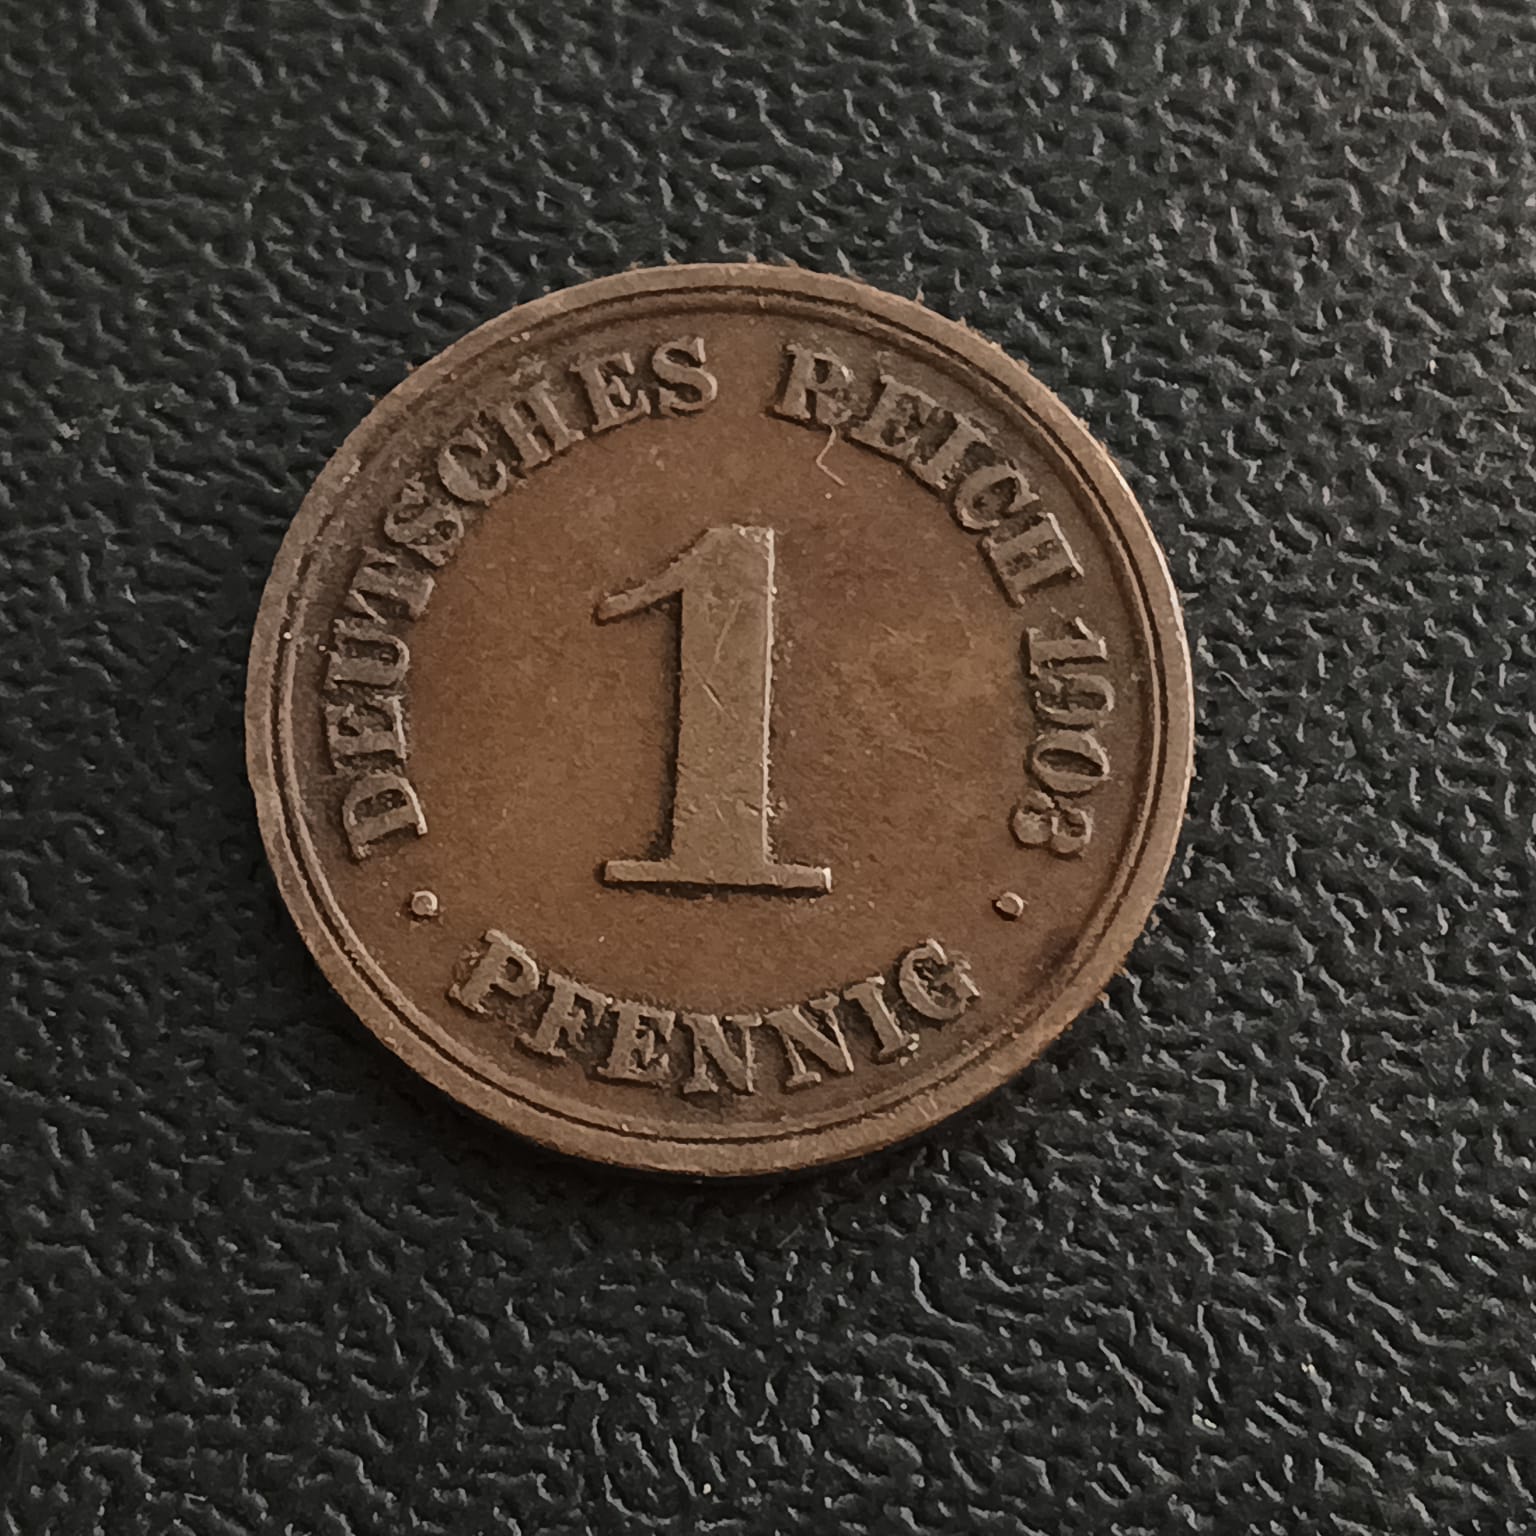 DEUTSCHES REICH 1903
1
· PFENNIG ·